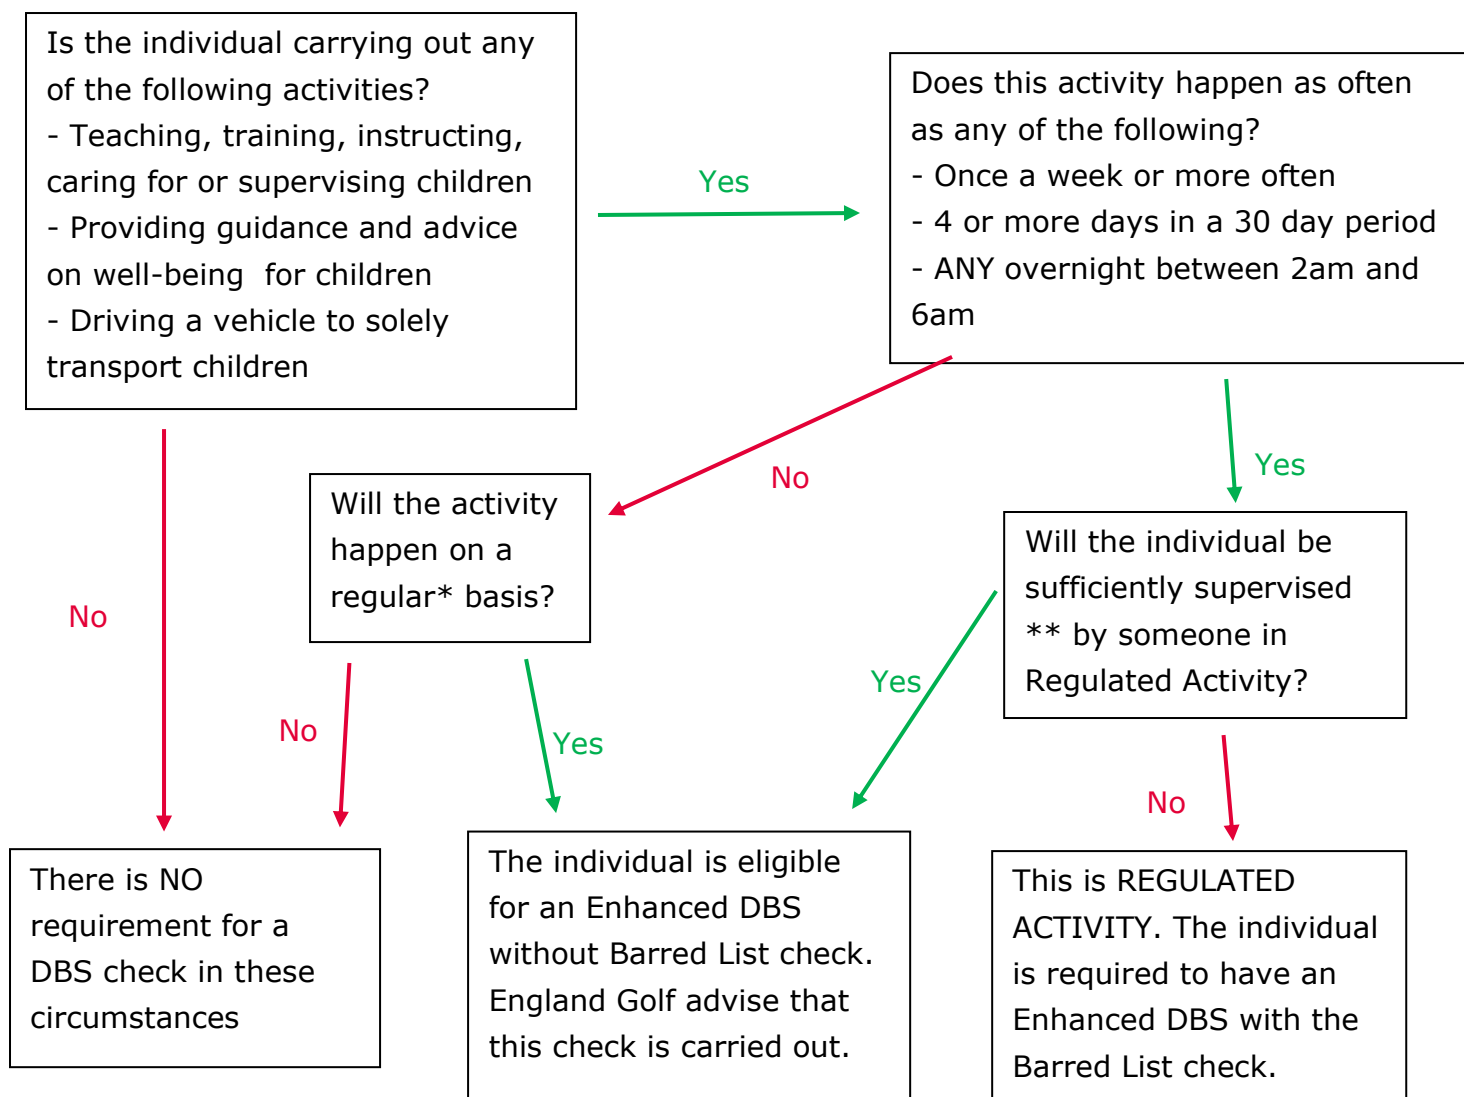 Is the individual carrying out any
of the following activities?
- Teaching, training, instructing,
caring for or supervising children
- Providing guidance and advice
on well-being  for children
- Driving a vehicle to solely
transport children
Yes
Does this activity happen as often
as any of the following?
- Once a week or more often
- 4 or more days in a 30 day period
- ANY overnight between 2am and
6am
No
Yes
No
Will the activity
happen on a
regular* basis?
Will the individual be
sufficiently supervised
** by someone in
Regulated Activity?
No
Yes
Yes
No
There is NO
requirement for a
DBS check in these
circumstances
The individual is eligible
for an Enhanced DBS
without Barred List check.
England Golf advise that
this check is carried out.
This is REGULATED
ACTIVITY. The individual
is required to have an
Enhanced DBS with the
Barred List check.